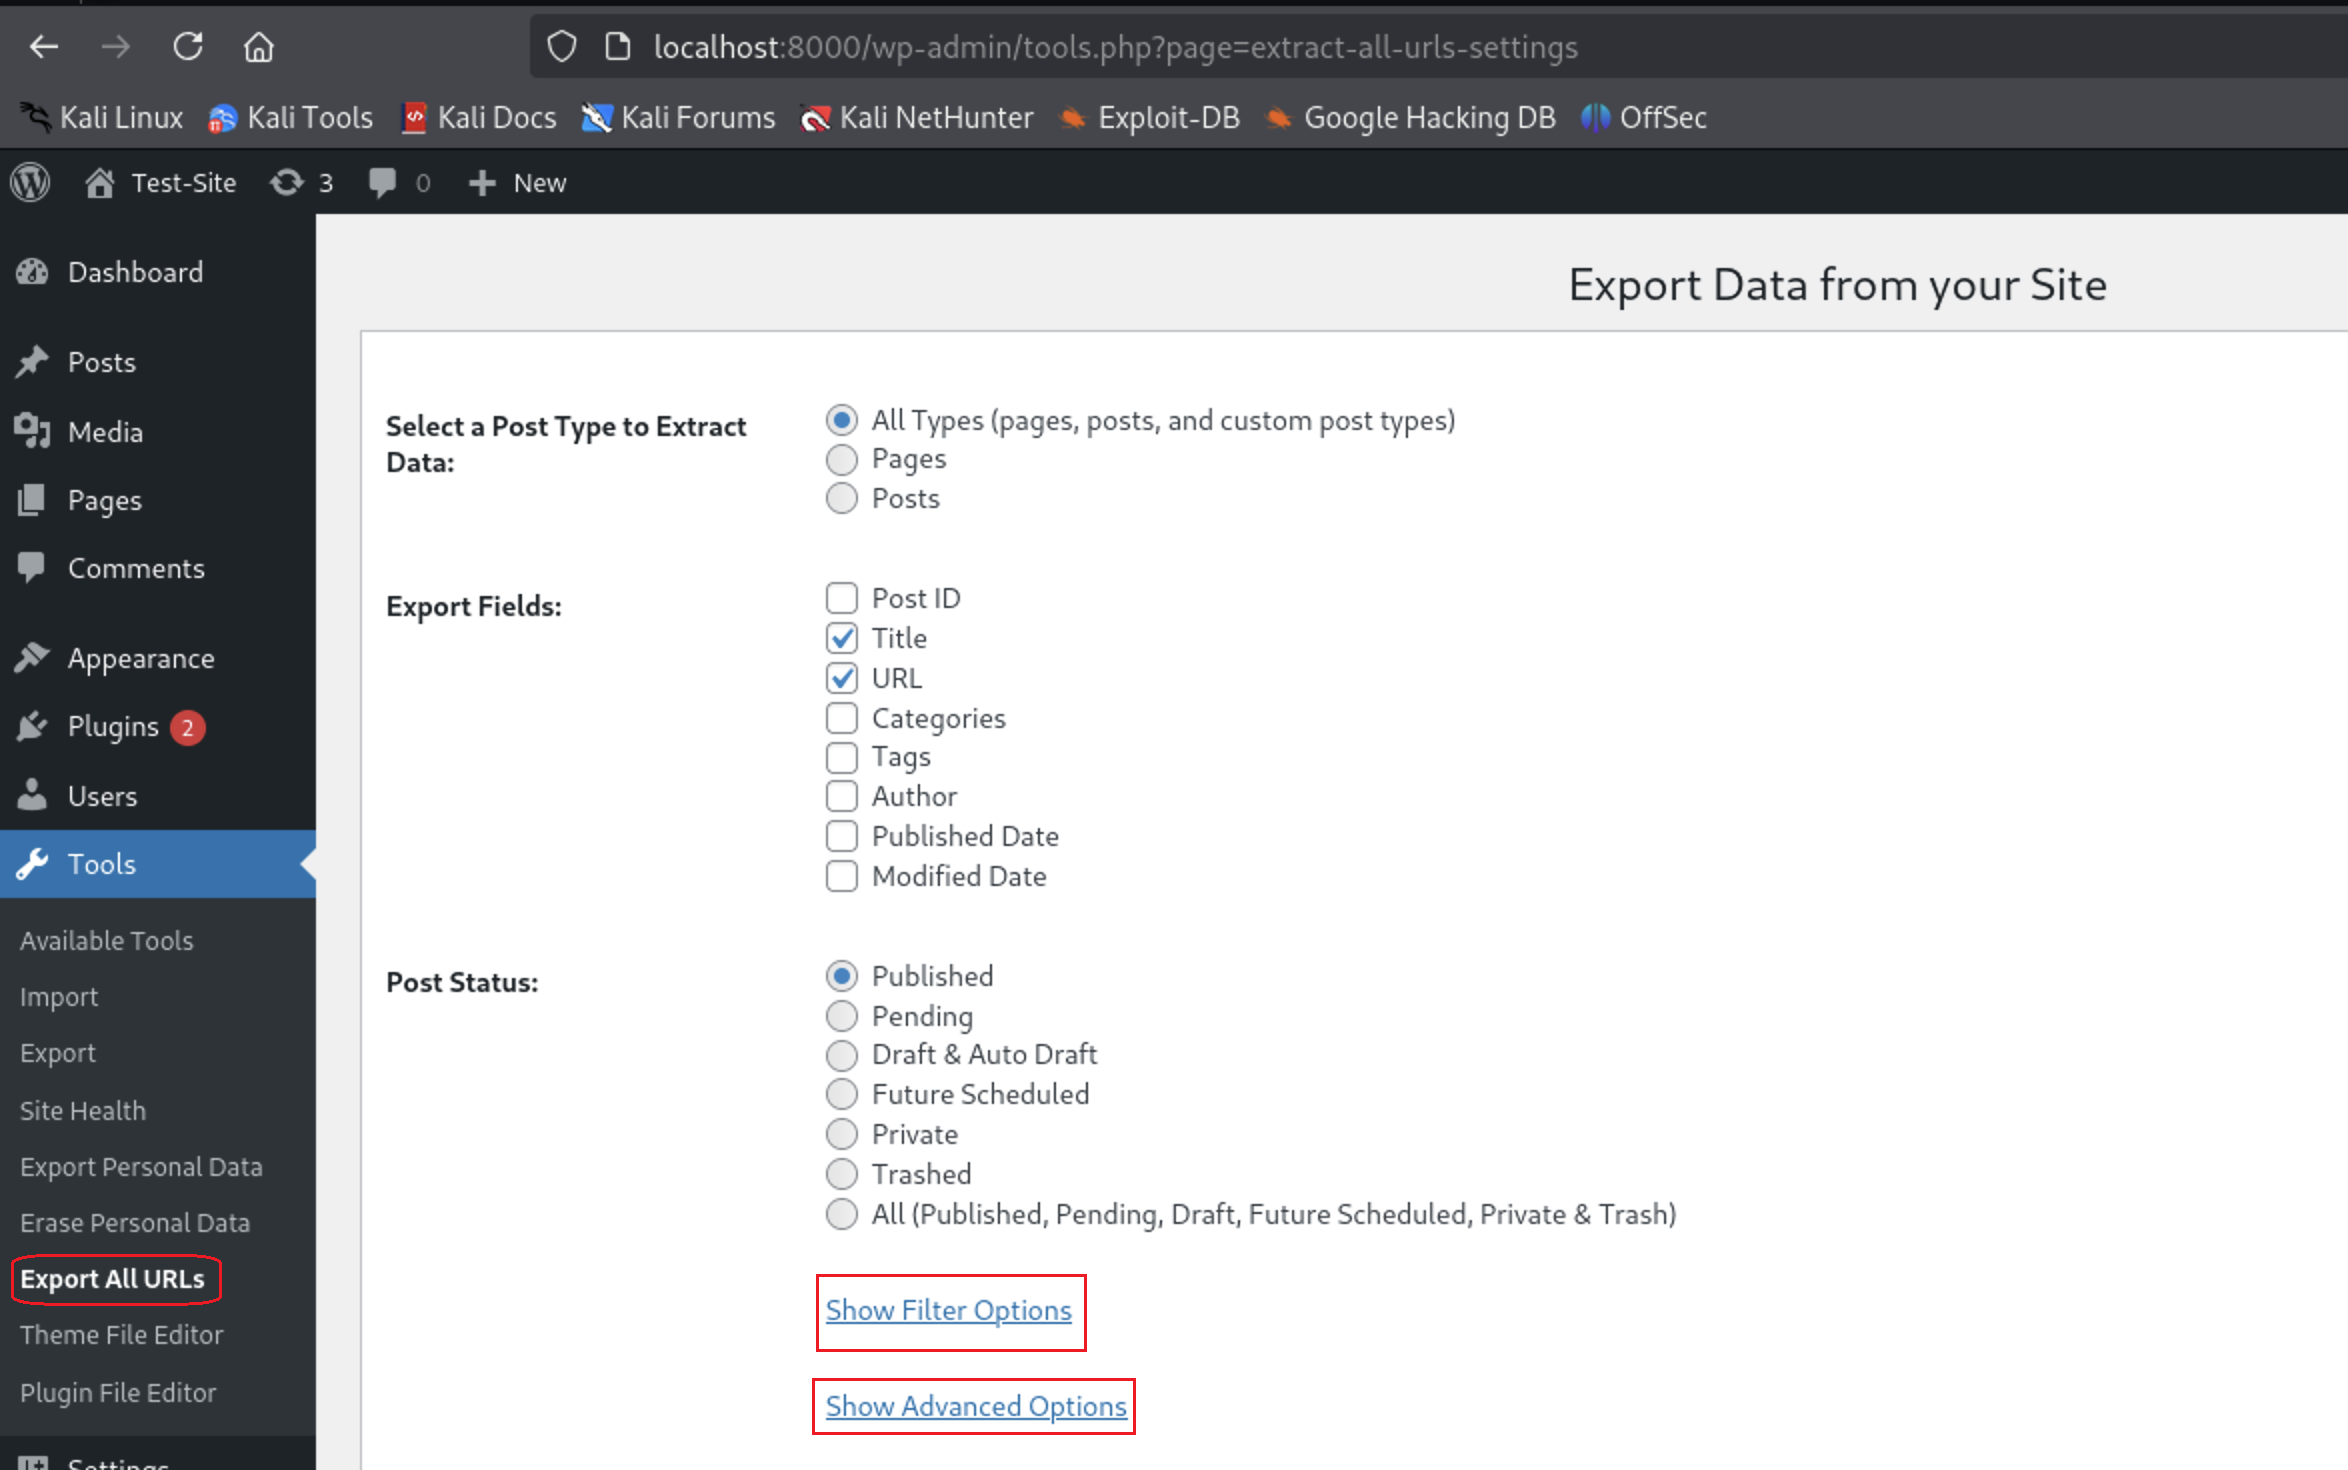 localhost:8000/wp-admin/tools.php?page=extract-all-urls-settings
Kali Linux Kali Tools Kali Docs Kali Forums Kali NetHunter Exploit-DB Google Hacking DB OffSec
Test-Site 3 0 New
Dashboard
Posts
Media
Pages
Comments
Appearance
Plugins 2
Users
Tools
Available Tools
Import
Export
Site Health
Export Personal Data
Erase Personal Data
Export All URLs
Theme File Editor
Plugin File Editor
Settings
Export Data from your Site
Select a Post Type to Extract
Data:
All Types (pages, posts, and custom post types)
Pages
Posts
Export Fields:
Post ID
Title
URL
Categories
Tags
Author
Published Date
Modified Date
Post Status:
Published
Pending
Draft & Auto Draft
Future Scheduled
Private
Trashed
All (Published, Pending, Draft, Future Scheduled, Private & Trash)
Show Filter Options
Show Advanced Options